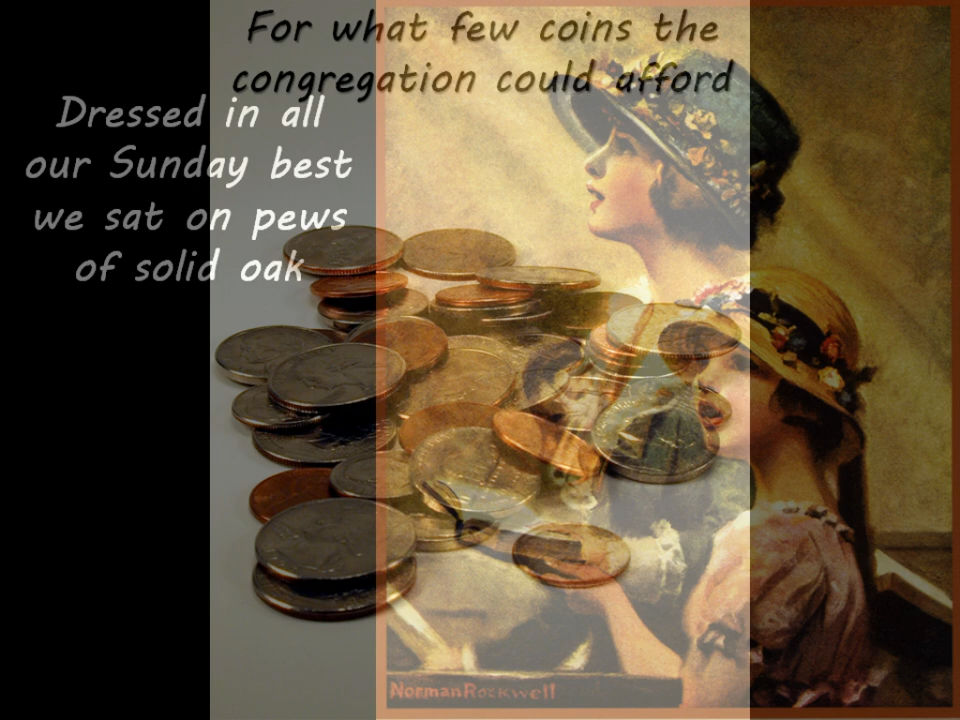 For what few coins the
congregation could afford
Dressed in all
our Sunday best
we sat on pews
of solid oak
NormanRockwell